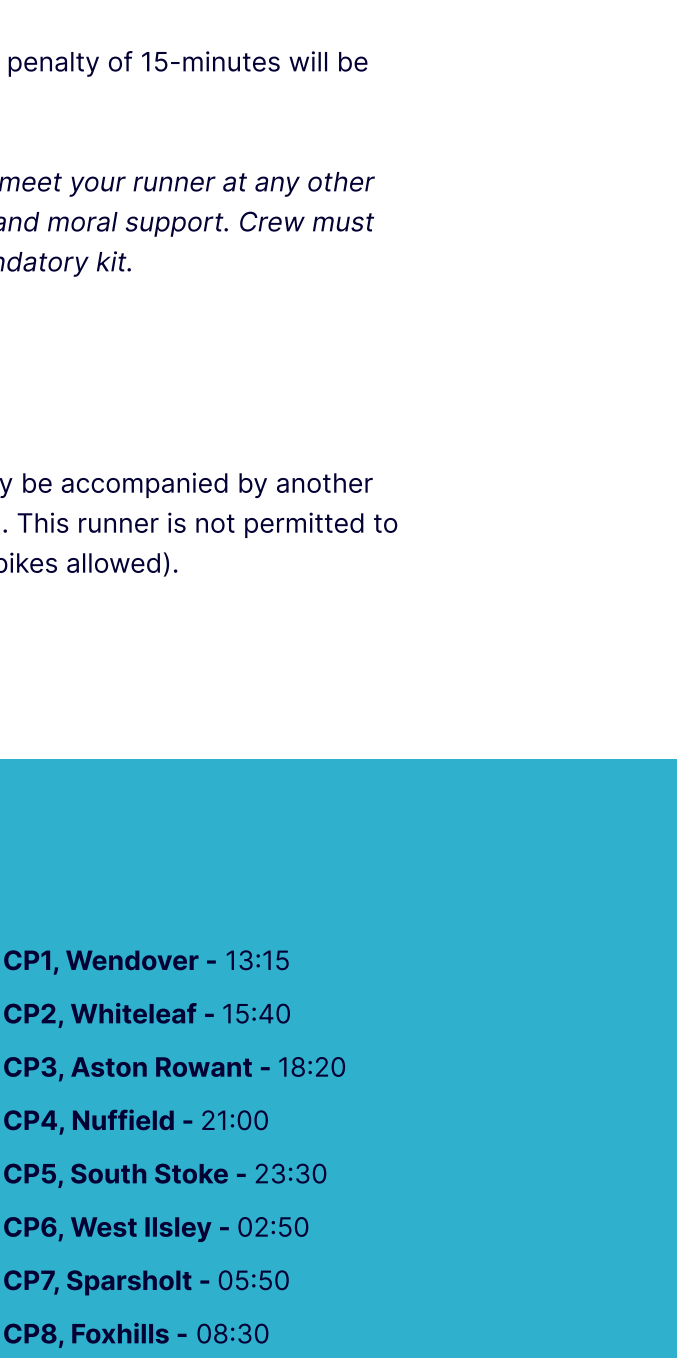 penalty of 15-minutes will be
meet your runner at any other
and moral support. Crew must
kit.
be accompanied by another
. This runner is not permitted to
allowed).
CP1, Wendover - 13:15
CP2, Whiteleaf - 15:40
CP3, Aston Rowant - 18:20
CP4, Nuffield - 21:00
CP5, South Stoke - 23:30
CP6, West Ilsley - 02:50
CP7, Sparsholt - 05:50
CP8, Foxhills - 08:30